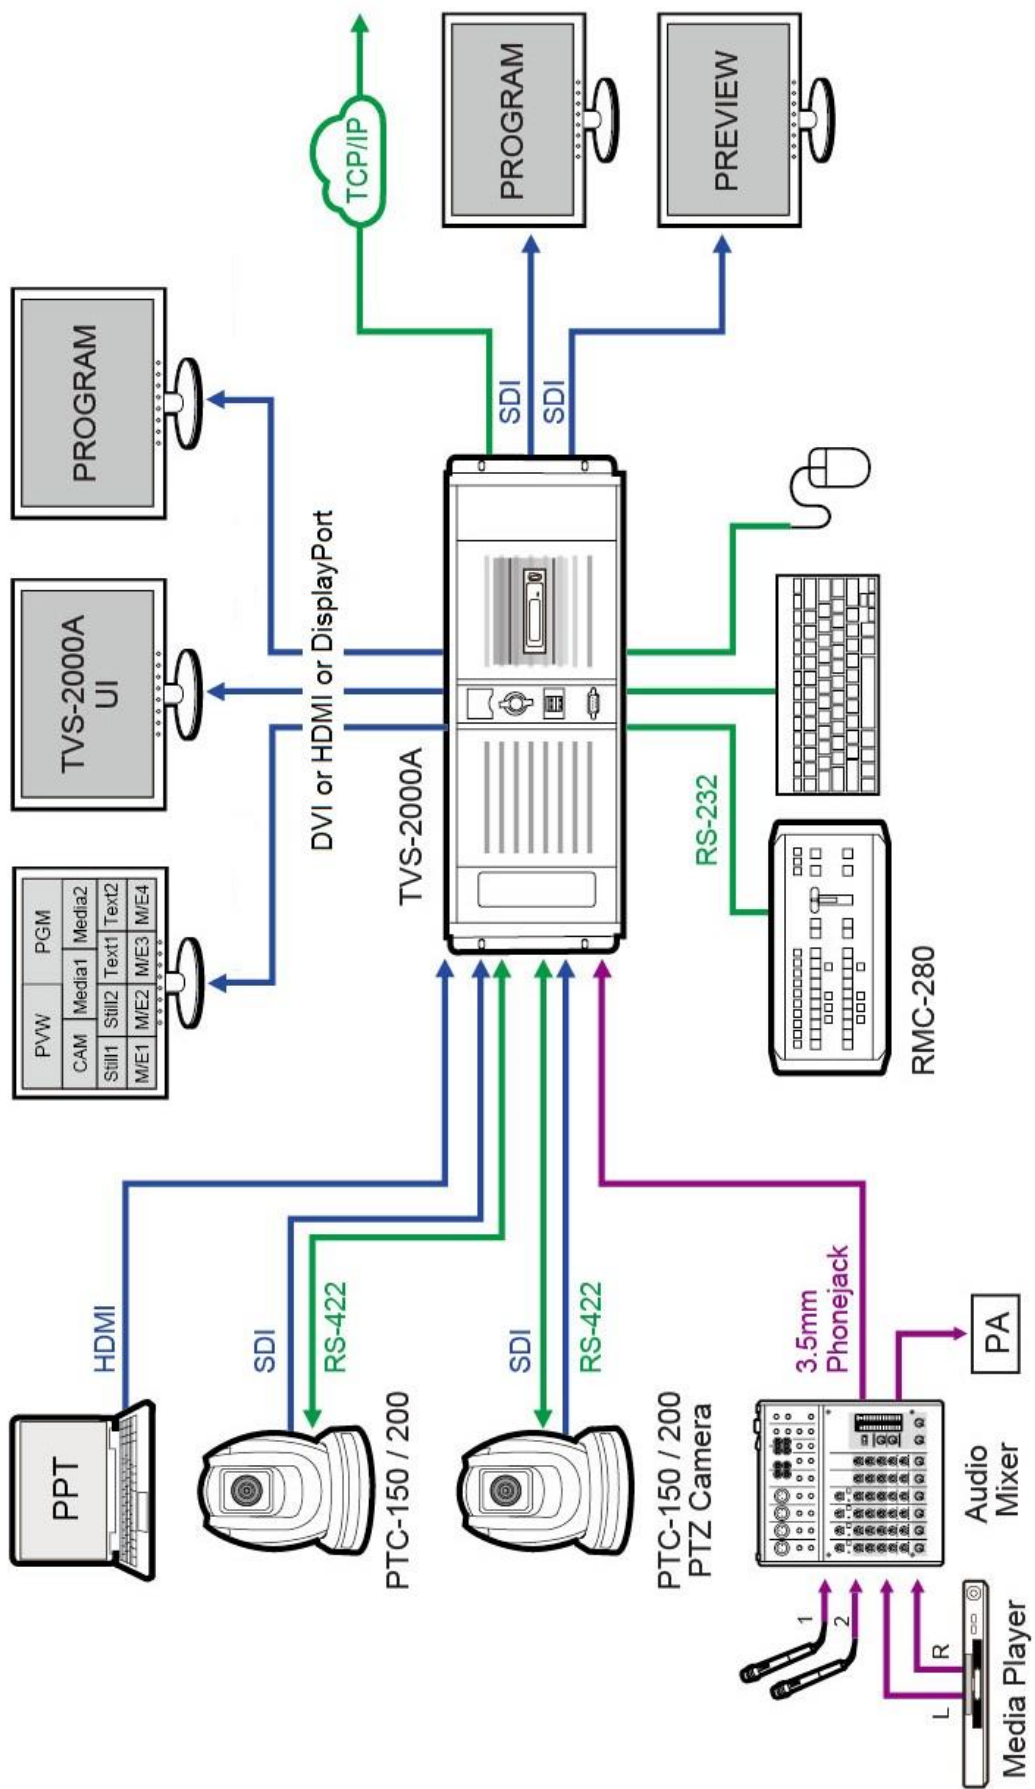 PPT
HDMI
SDI
RS-422
PTC-150 / 200
SDI
RS-422
PTC-150 / 200
PTZ Camera
1
2
L
R
Media Player
Audio
Mixer
3.5mm
Phonejack
PA
PVW
PGM
CAM
Media1
Media2
Still1
Still2
Text1
Text2
M/E1
M/E2
M/E3
M/E4
TVS-2000A
UI
PROGRAM
DVI or HDMI or DisplayPort
TVS-2000A
RS-232
RMC-280
SDI
SDI
TCP/IP
PROGRAM
PREVIEW